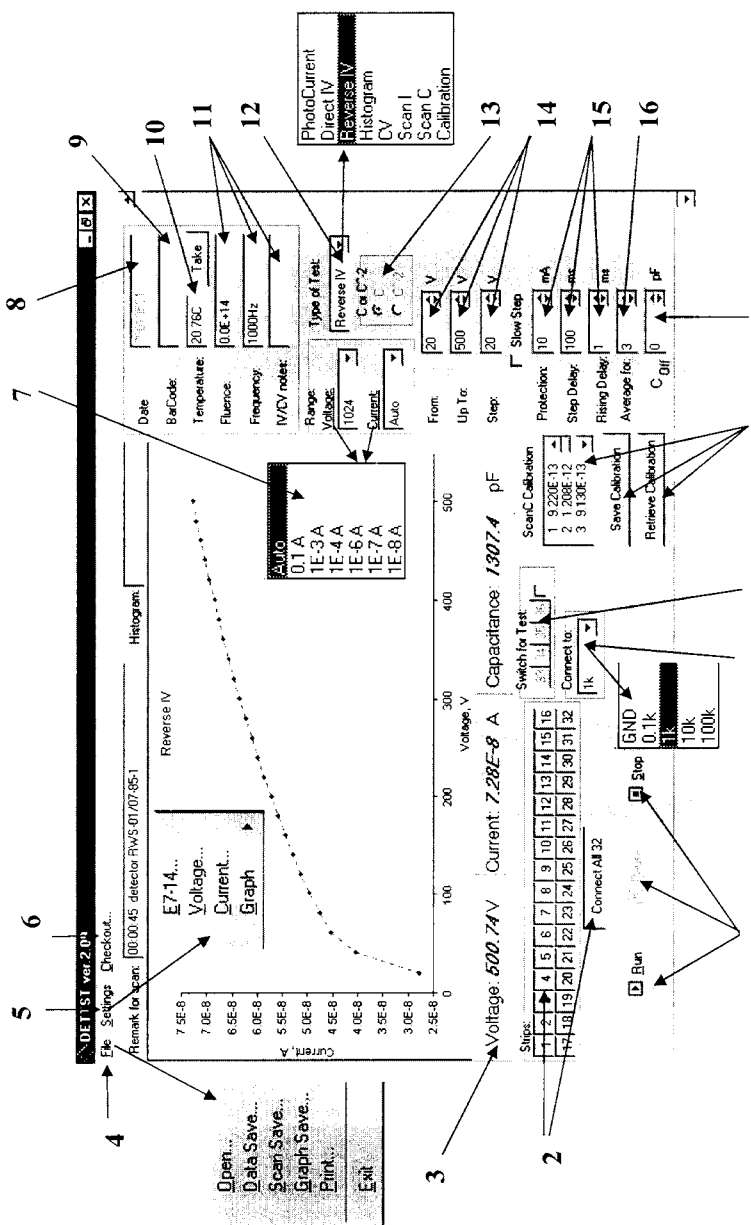 DETTST ver.2.09
File Settings Checkout...
Remark for scan: 00:00:45 detector RWS-01/07-85-1
Histogram:
Open...
Data Save...
Scan Save...
Graph Save...
Print...
Exit
E7-14...
Voltage...
Current...
Graph
Reverse IV
Current, A
7.5E-8
7.0E-8
6.5E-8
6.0E-8
5.5E-8
5.0E-8
4.5E-8
4.0E-8
3.5E-8
3.0E-8
2.5E-8
0 100 200 300 400 500
Voltage, V
Auto
0.1 A
1E-3 A
1E-4 A
1E-6 A
1E-7 A
1E-8 A
Date
BarCode:
Temperature: 20.76C Take
Fluence: 0.0E+14
Frequency: 1000Hz
IV/CV notes:
Range:
Voltage:
1024
Current:
Auto
Type of Test:
Reverse IV
C or C^-2
C
C^-2
PhotoCurrent
Direct IV
Reverse IV
Histogram
CV
Scan I
Scan C
Calibration
From: 20 V
Up To: 500 V
Step: 20 V
Slow Step
Protection: 10 mA
Step Delay: 100 ms
Rising Delay: 1 ms
Average for: 3
C Off 0 pF
Voltage: 500.74V Current: 7.28E-8 A Capacitance: 1307.4 pF
Strips:
1 2 3 4 5 6 7 8 9 10 11 12 13 14 15 16
17 18 19 20 21 22 23 24 25 26 27 28 29 30 31 32
Connect All 32
Switch for Test:
33 34 35 36
Connect to:
1k
GND
0.1k
1k
10k
100k
ScanC Calibration
1 9.220E-13
2 1.208E-12
3 9.130E-13
Save Calibration
Retrieve Calibration
Run
Stop
2
3
4
5
6
7
8
9
10
11
12
13
14
15
16